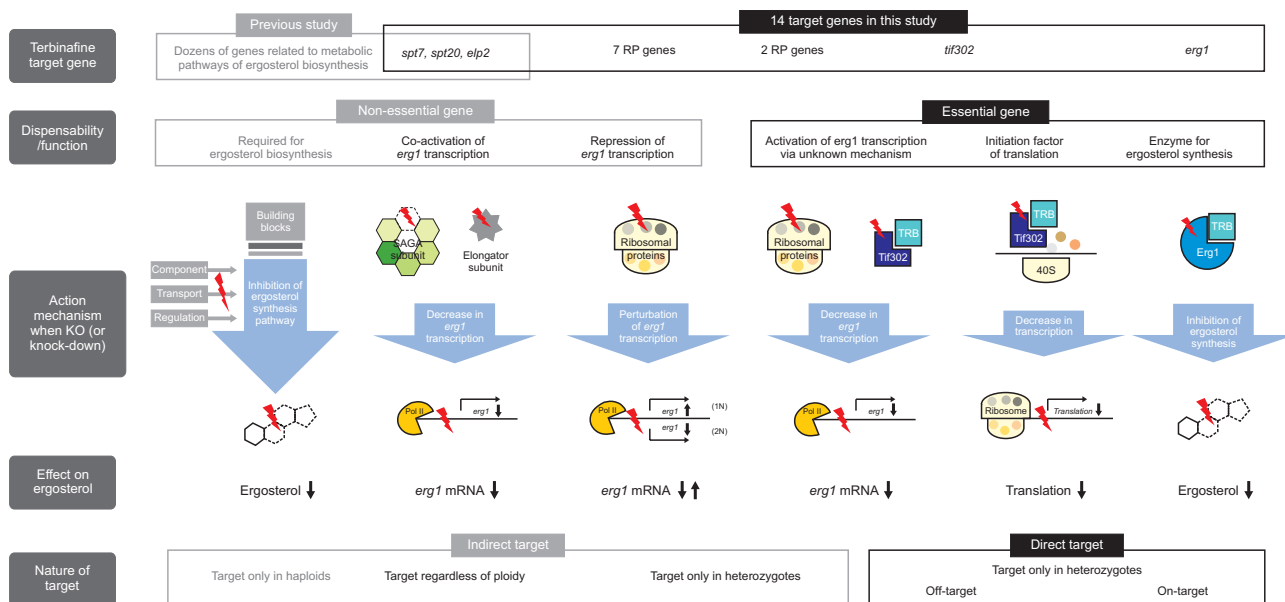 Previous study
14 target genes in this study
Terbinafine
target gene
Dozens of genes related to metabolic
pathways of ergosterol biosynthesis
spt7, spt20, elp2
7 RP genes
2 RP genes
tif302
erg1
Non-essential gene
Essential gene
Dispensability
/function
Required for
ergosterol biosynthesis
Co-activation of
erg1 transcription
Repression of
erg1 transcription
Activation of erg1 transcription
via unknown mechanism
Initiation factor
of translation
Enzyme for
ergosterol synthesis
Action
mechanism
when KO (or
knock-down)
Building
blocks
Component
Transport
Regulation
Inhibition of
ergosterol
synthesis
pathway
SAGA
subunit
Elongator
subunit
Ribosomal
proteins
Ribosomal
proteins
TRB
Tif302
TRB
Tif302
40S
TRB
Erg1
Decrease in
erg1
transcription
Perturbation
of erg1
transcription
Decrease in
erg1
transcription
Decrease in
transcription
Inhibition of
ergosterol
synthesis
Pol II
erg1
Pol II
erg1
(1N)
erg1
(2N)
Pol II
erg1
Ribosome
Translation
Effect on
ergosterol
Ergosterol
erg1 mRNA
erg1 mRNA
erg1 mRNA
Translation
Ergosterol
Indirect target
Direct target
Nature of
target
Target only in haploids
Target regardless of ploidy
Target only in heterozygotes
Target only in heterozygotes
Off-target
On-target